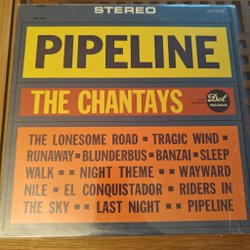 STEREO
PIPELINE
THE CHANTAYS
Dot
RECORDS
THE LONESOME ROAD ▪ TRAGIC WIND ▪
RUNAWAY ▪ BLUNDERBUS ▪ BANZAI ▪ SLEEP
WALK ▪ ▪ NIGHT THEME ▪ ▪ WAYWARD
NILE ▪ EL CONQUISTADOR ▪ RIDERS IN
THE SKY ▪ ▪ LAST NIGHT ▪ ▪ PIPELINE